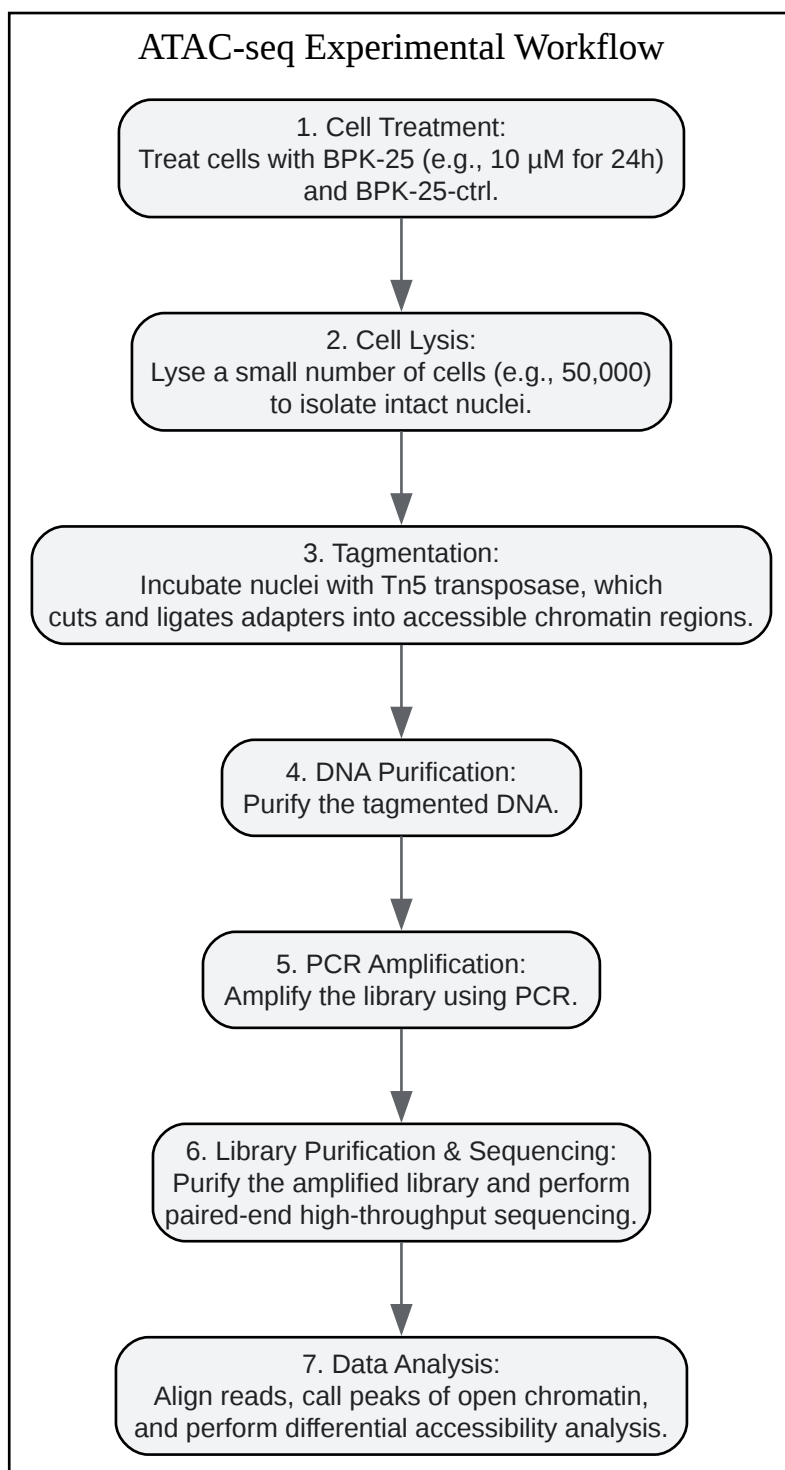 ATAC-seq Experimental Workflow
1. Cell Treatment:
Treat cells with BPK-25 (e.g., 10 µM for 24h)
and BPK-25-ctrl.
2. Cell Lysis:
Lyse a small number of cells (e.g., 50,000)
to isolate intact nuclei.
3. Tagmentation:
Incubate nuclei with Tn5 transposase, which
cuts and ligates adapters into accessible chromatin regions.
4. DNA Purification:
Purify the tagmented DNA.
5. PCR Amplification:
Amplify the library using PCR.
6. Library Purification & Sequencing:
Purify the amplified library and perform
paired-end high-throughput sequencing.
7. Data Analysis:
Align reads, call peaks of open chromatin,
and perform differential accessibility analysis.